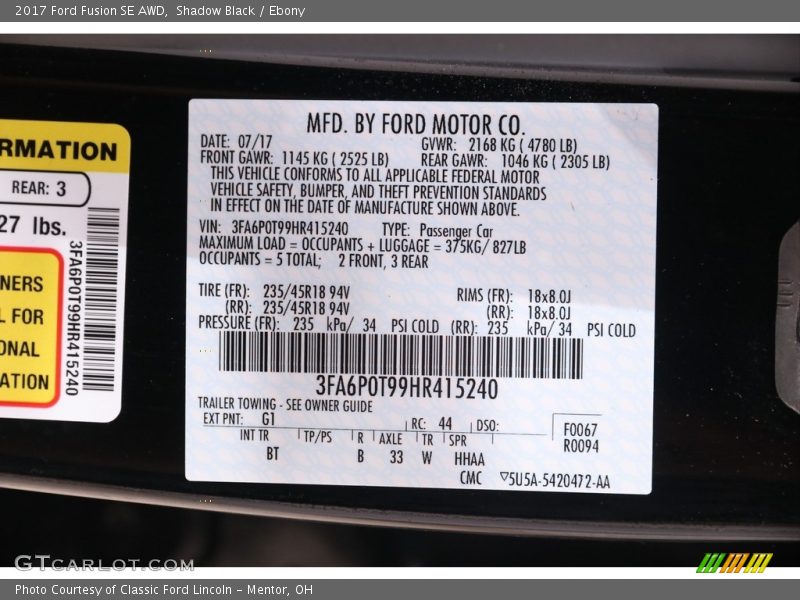 2017 Ford Fusion SE AWD, Shadow Black / Ebony
RMATION
REAR: 3
27 lbs.
NERS
L FOR
ONAL
ATION
3FA6P0T99HR415240
MFD. BY FORD MOTOR CO.
DATE: 07/17 GVWR: 2168 KG ( 4780 LB)
FRONT GAWR: 1145 KG ( 2525 LB) REAR GAWR: 1046 KG ( 2305 LB)
THIS VEHICLE CONFORMS TO ALL APPLICABLE FEDERAL MOTOR
VEHICLE SAFETY, BUMPER, AND THEFT PREVENTION STANDARDS
IN EFFECT ON THE DATE OF MANUFACTURE SHOWN ABOVE.
VIN: 3FA6P0T99HR415240 TYPE: Passenger Car
MAXIMUM LOAD = OCCUPANTS + LUGGAGE = 375KG/ 827LB
OCCUPANTS = 5 TOTAL; 2 FRONT, 3 REAR
TIRE (FR): 235/45R18 94V RIMS (FR): 18x8.0J
(RR): 235/45R18 94V (RR): 18x8.0J
PRESSURE (FR): 235 kPa/ 34 PSI COLD (RR): 235 kPa/ 34 PSI COLD
3FA6P0T99HR415240
TRAILER TOWING - SEE OWNER GUIDE
EXT PNT: G1 RC: 44 DSO: F0067
R0094
INT TR TP/PS R AXLE TR SPR
BT B 33 W HHAA
CMC ▽5U5A-5420472-AA
GTCARLOT.COM
Photo Courtesy of Classic Ford Lincoln - Mentor, OH